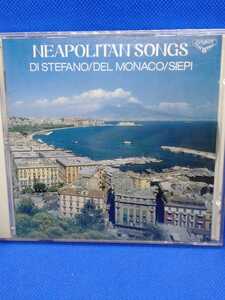 NEAPOLITAN SONGS
DI STEFANO/DEL MONACO/SIEPI